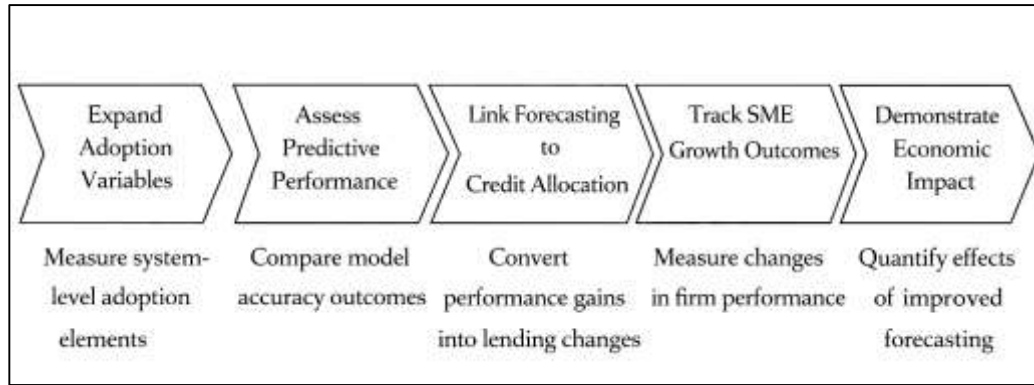 Expand
Adoption
Variables
Assess
Predictive
Performance
Link Forecasting
to
Credit Allocation
Track SME
Growth Outcomes
Demonstrate
Economic
Impact
Measure system-
level adoption
elements
Compare model
accuracy outcomes
Convert
performance gains
into lending changes
Measure changes
in firm performance
Quantify effects
of improved
forecasting